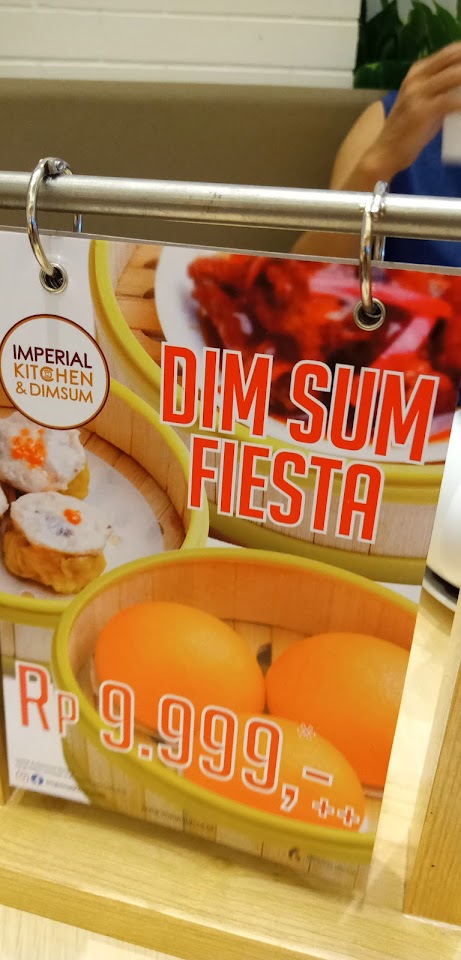 IMPERIAL
KITCHEN
& DIMSUM
DIM SUM
FIESTA
Rp 9.999,-*
++